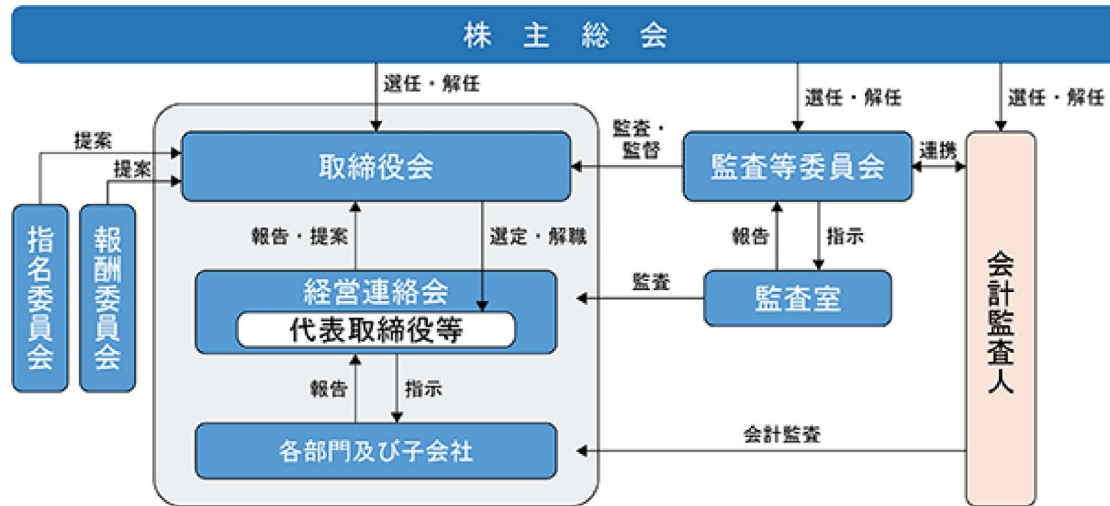 株主総会
選任・解任
選任・解任
選任・解任
提案
提案
取締役会
監査・
監督
監査等委員会
連携
指名委員会
報酬委員会
報告・提案
選定・解職
報告
指示
経営連絡会
代表取締役等
監査
監査室
会計監査人
報告
指示
各部門及び子会社
会計監査